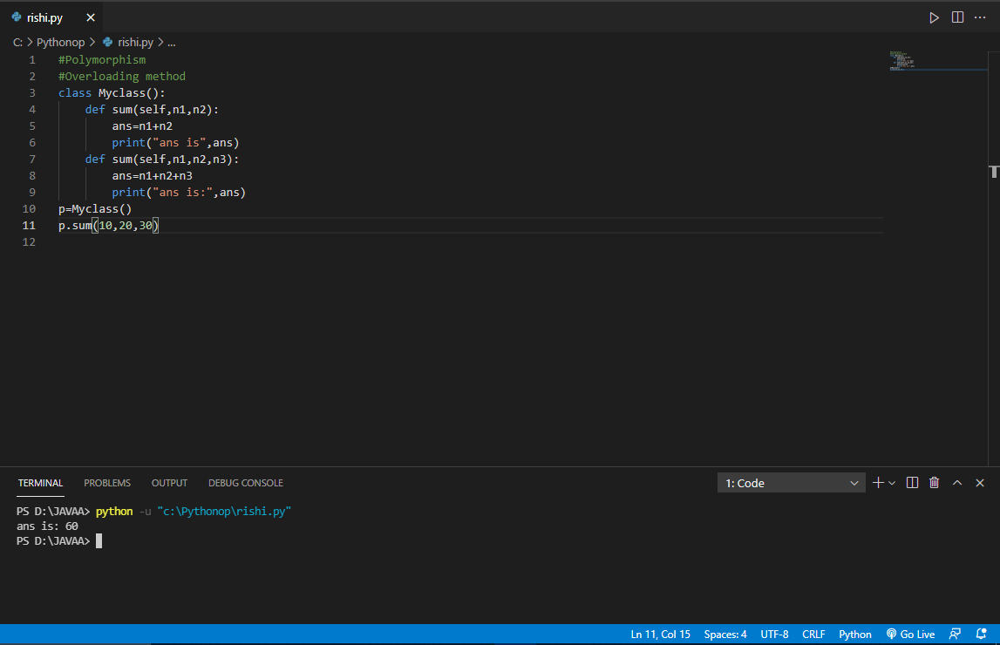 rishi.py
C: > Pythonop > rishi.py > ...
1 #Polymorphism
2 #Overloading method
3 class Myclass():
4     def sum(self,n1,n2):
5         ans=n1+n2
6         print("ans is",ans)
7     def sum(self,n1,n2,n3):
8         ans=n1+n2+n3
9         print("ans is:",ans)
10 p=Myclass()
11 p.sum(10,20,30)
12
TERMINAL PROBLEMS OUTPUT DEBUG CONSOLE 1: Code
PS D:\JAVAA> python -u "c:\Pythonop\rishi.py"
ans is: 60
PS D:\JAVAA>
Ln 11, Col 15 Spaces: 4 UTF-8 CRLF Python Go Live